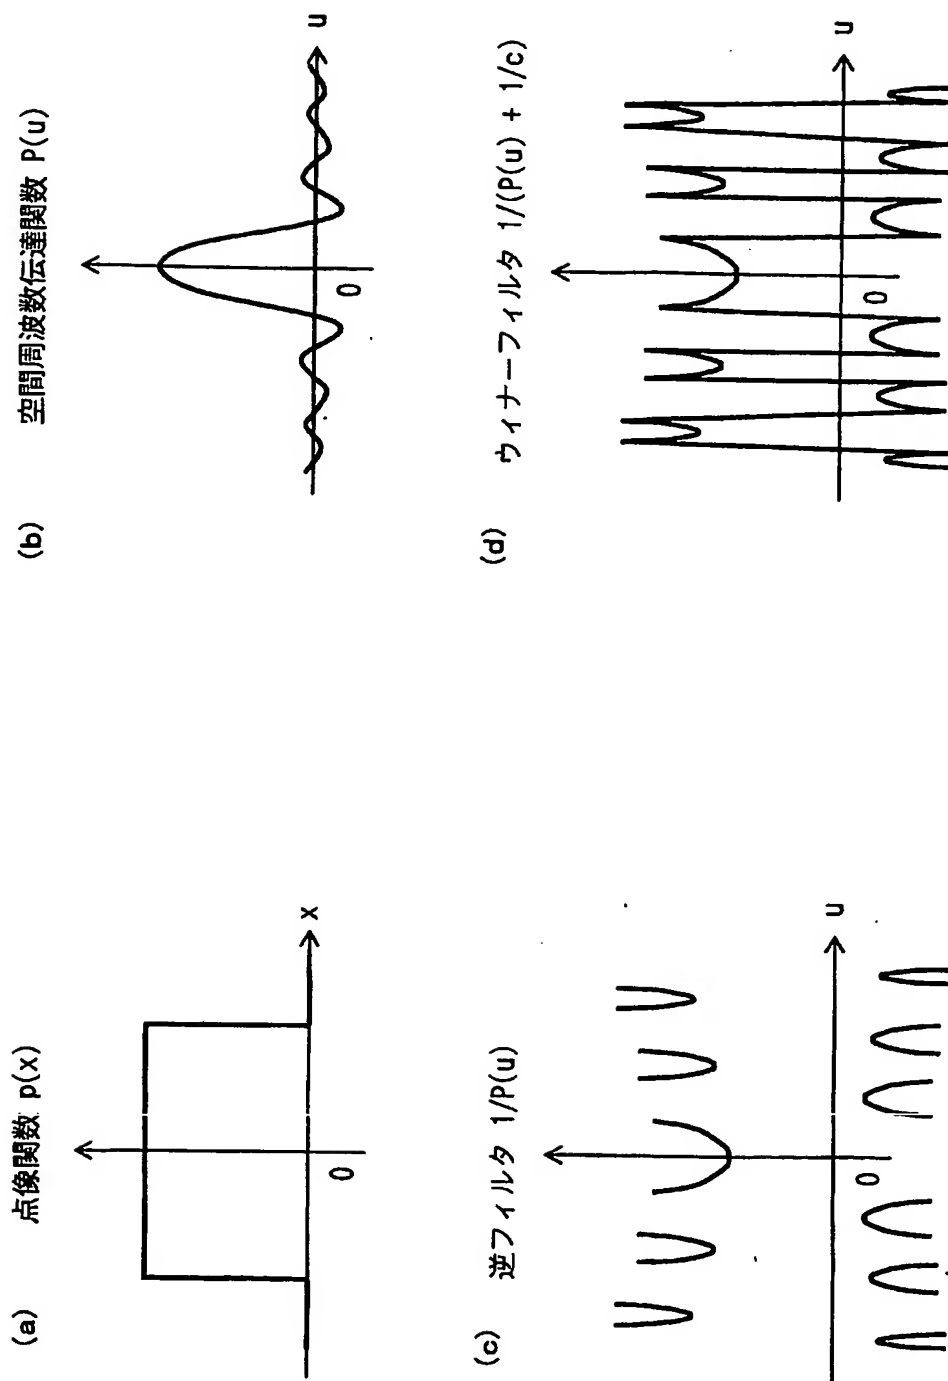 (a) 点像関数 p(x)
x
0
(b) 空間周波数伝達関数 P(u)
u
0
(c) 逆フィルタ 1/P(u)
u
0
(d) ウィナーフィルタ 1/(P(u) + 1/c)
u
0